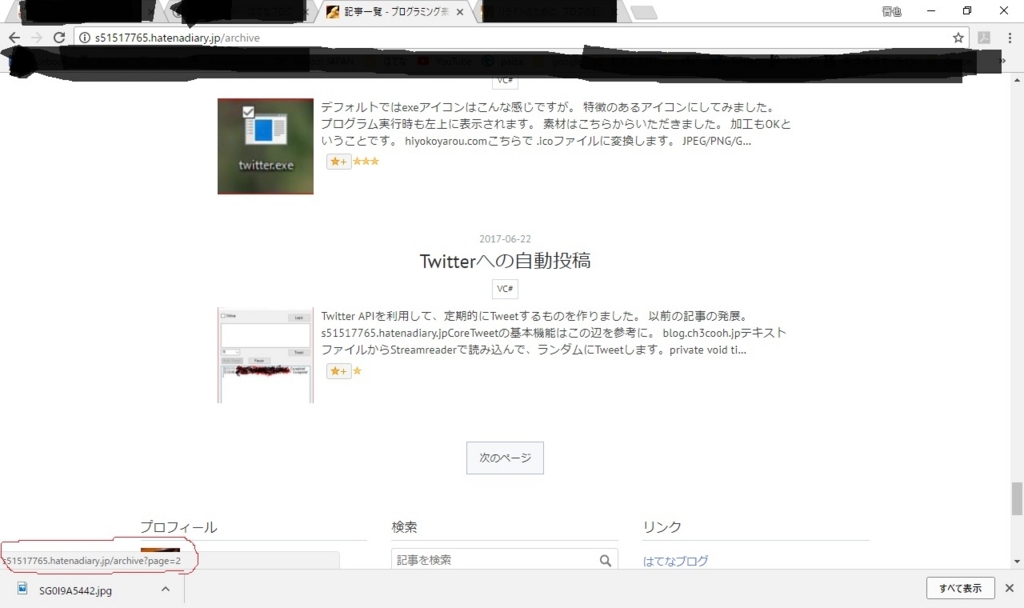 記事一覧 - プログラミング素
晋也
s51517765.hatenadiary.jp/archive
VC#
デフォルトではexeアイコンはこんな感じですが。 特徴のあるアイコンにしてみました。
プログラム実行時も左上に表示されます。 素材はこちらからいただきました。 加工もOKと
いうことです。 hiyokoyarou.comこちらで .icoファイルに変換します。 JPEG/PNG/G...
twitter.exe
2017-06-22
Twitterへの自動投稿
VC#
Twitter APIを利用して、定期的にTweetするものを作りました。 以前の記事の発展。
s51517765.hatenadiary.jpCoreTweetの基本機能はこの辺を参考に。 blog.ch3cooh.jpテキスト
ファイルからStreamreaderで読み込んで、ランダムにTweetします。private void ti...
次のページ
プロフィール
検索
リンク
記事を検索
はてなブログ
s51517765.hatenadiary.jp/archive?page=2
SG0I9A5442.jpg
すべて表示